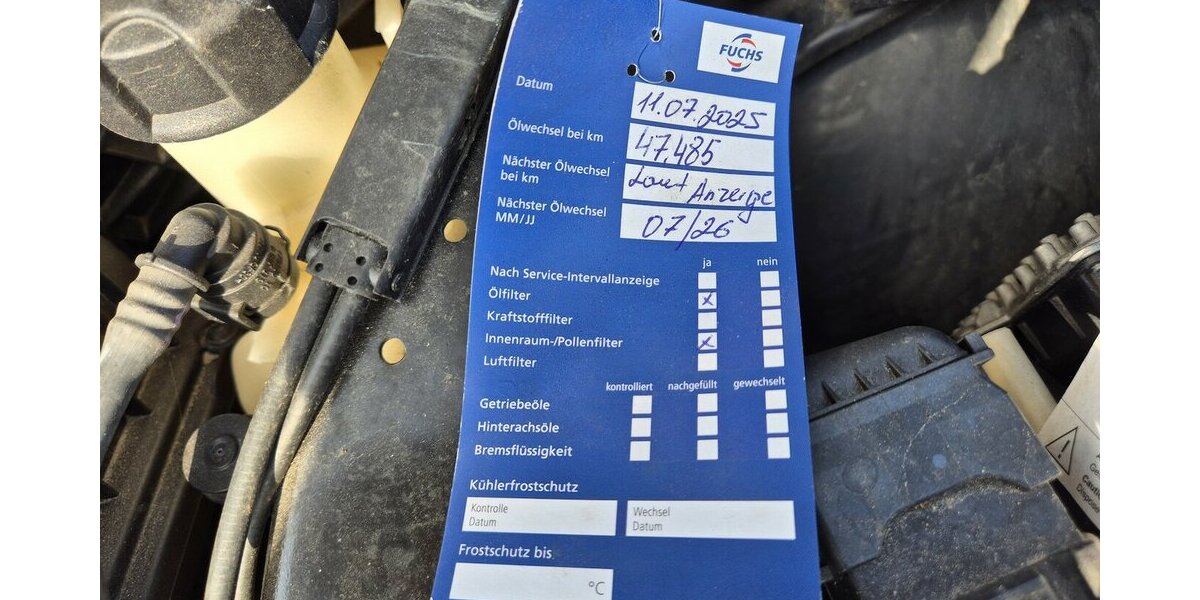 FUCHS
Datum 11.07.2025
Ölwechsel bei km 47.485
Nächster Ölwechsel
bei km Laut Anzeige
Nächster Ölwechsel
MM/JJ 07/26
ja nein
Nach Service-Intervallanzeige
Ölfilter x
Kraftstofffilter
Innenraum-/Pollenfilter x
Luftfilter
kontrolliert nachgefüllt gewechselt
Getriebeöle
Hinterachsöle
Bremsflüssigkeit
Kühlerfrostschutz
Kontrolle
Datum
Wechsel
Datum
Frostschutz bis
°C